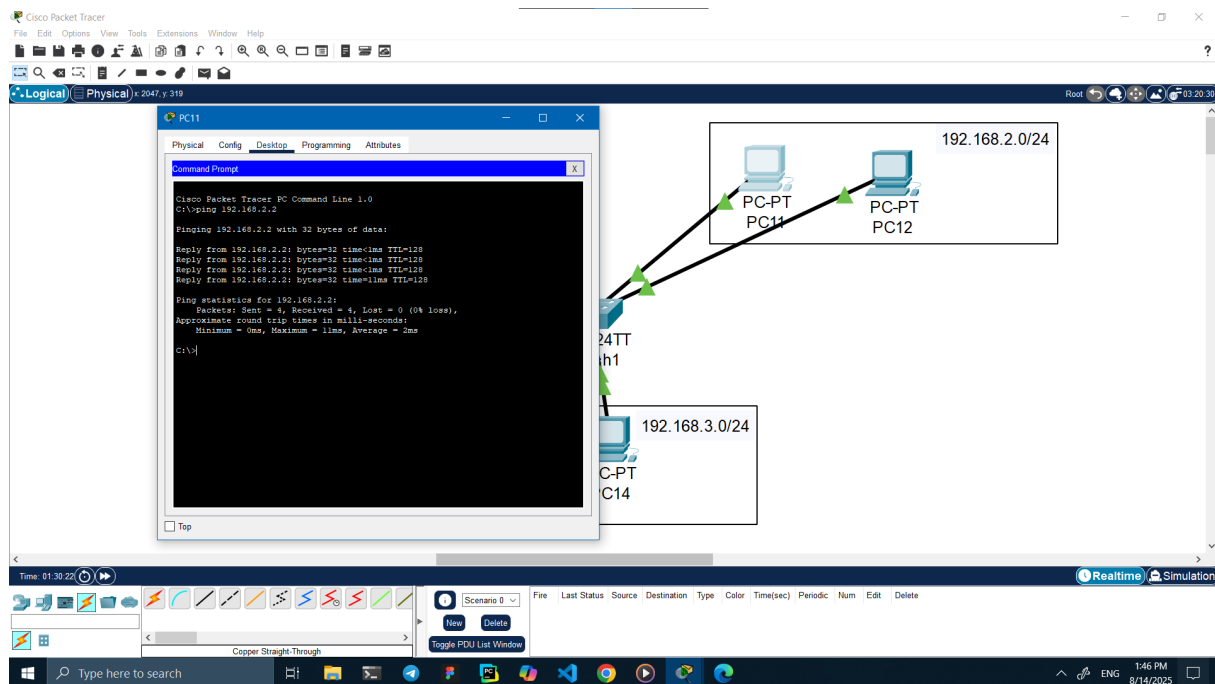 Cisco Packet Tracer
File Edit Options View Tools Extensions Window Help
?
Logical Physical x: 2047, y: 319 Root 03:20:30
PC11
Physical Config Desktop Programming Attributes
Command Prompt X
Cisco Packet Tracer PC Command Line 1.0
C:\>ping 192.168.2.2
Pinging 192.168.2.2 with 32 bytes of data:
Reply from 192.168.2.2: bytes=32 time<1ms TTL=128
Reply from 192.168.2.2: bytes=32 time<1ms TTL=128
Reply from 192.168.2.2: bytes=32 time<1ms TTL=128
Reply from 192.168.2.2: bytes=32 time=11ms TTL=128
Ping statistics for 192.168.2.2:
Packets: Sent = 4, Received = 4, Lost = 0 (0% loss),
Approximate round trip times in milli-seconds:
Minimum = 0ms, Maximum = 11ms, Average = 2ms
C:\>
Top
192.168.2.0/24
PC-PT
PC11
PC-PT
PC12
24TT
h1
192.168.3.0/24
C-PT
C14
Time: 01:30:22 Realtime Simulation
Scenario 0
New Delete
Toggle PDU List Window
Fire Last Status Source Destination Type Color Time(sec) Periodic Num Edit Delete
Copper Straight-Through
Type here to search
ENG
1:46 PM
8/14/2025